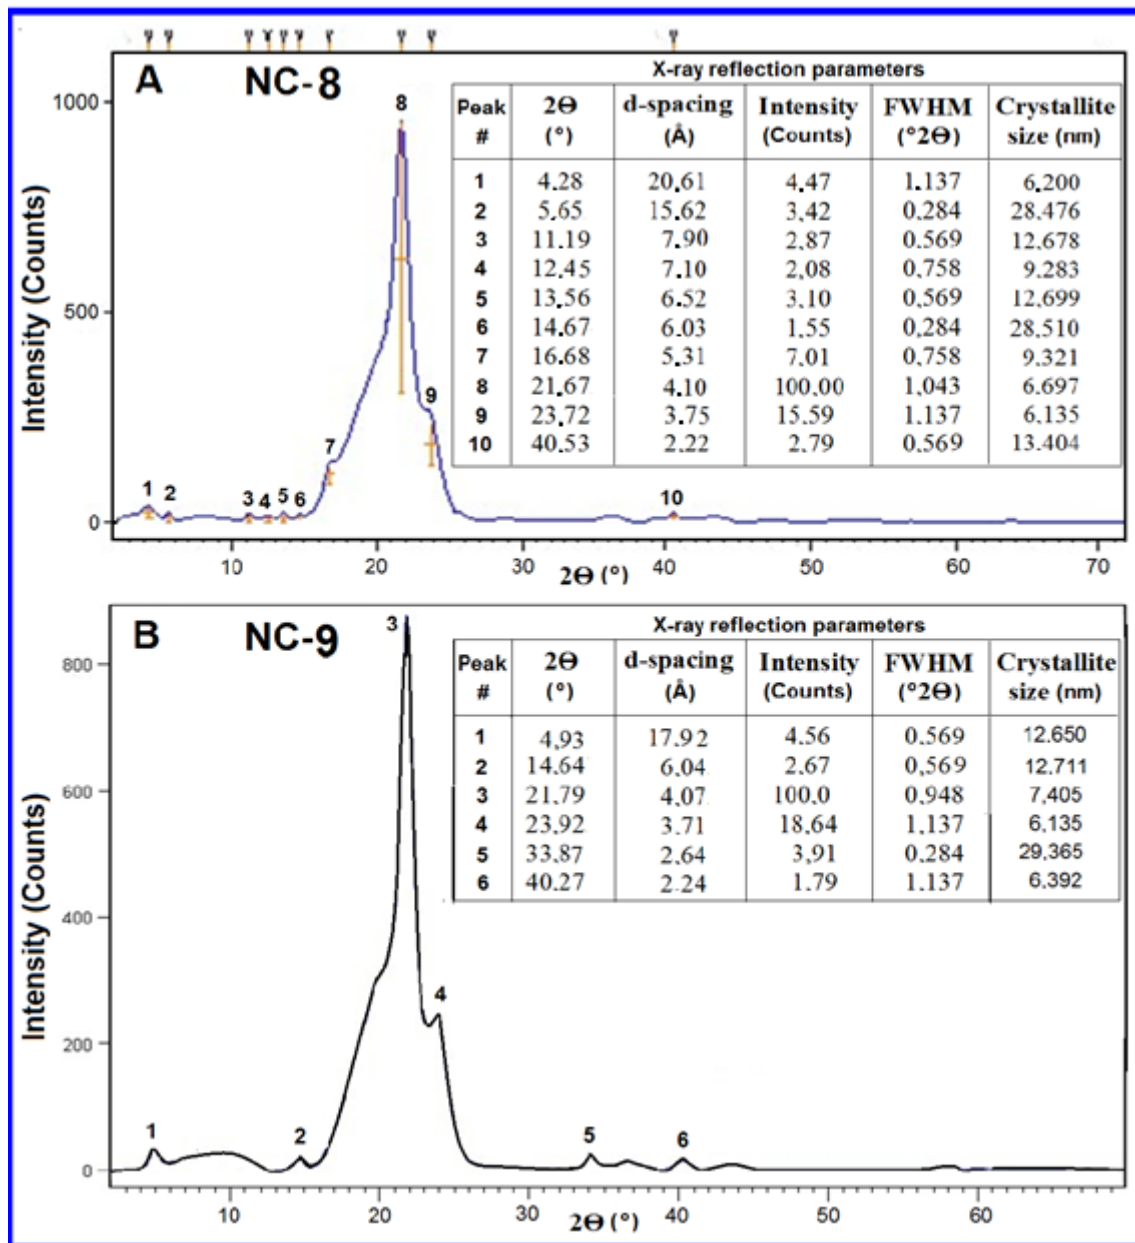 A NC-8
X-ray reflection parameters
Peak # 2Θ (°) d-spacing (Å) Intensity (Counts) FWHM (°2Θ) Crystallite size (nm)
1 4.28 20.61 4.47 1.137 6.200
2 5.65 15.62 3.42 0.284 28.476
3 11.19 7.90 2.87 0.569 12.678
4 12.45 7.10 2.08 0.758 9.283
5 13.56 6.52 3.10 0.569 12.699
6 14.67 6.03 1.55 0.284 28.510
7 16.68 5.31 7.01 0.758 9.321
8 21.67 4.10 100.00 1.043 6.697
9 23.72 3.75 15.59 1.137 6.135
10 40.53 2.22 2.79 0.569 13.404
Intensity (Counts)
1000
500
0
1 2 3 4 5 6 7 8 9 10
10 20 30 40 50 60 70
2Θ (°)
B NC-9
X-ray reflection parameters
Peak # 2Θ (°) d-spacing (Å) Intensity (Counts) FWHM (°2Θ) Crystallite size (nm)
1 4,93 17.92 4.56 0.569 12.650
2 14.64 6.04 2.67 0,569 12,711
3 21.79 4.07 100.0 0.948 7,405
4 23,92 3.71 18,64 1,137 6,135
5 33.87 2.64 3,91 0.284 29,365
6 40.27 2.24 1.79 1.137 6.392
Intensity (Counts)
800
600
400
200
0
1 2 3 4 5 6
10 20 30 40 50 60
2Θ (°)